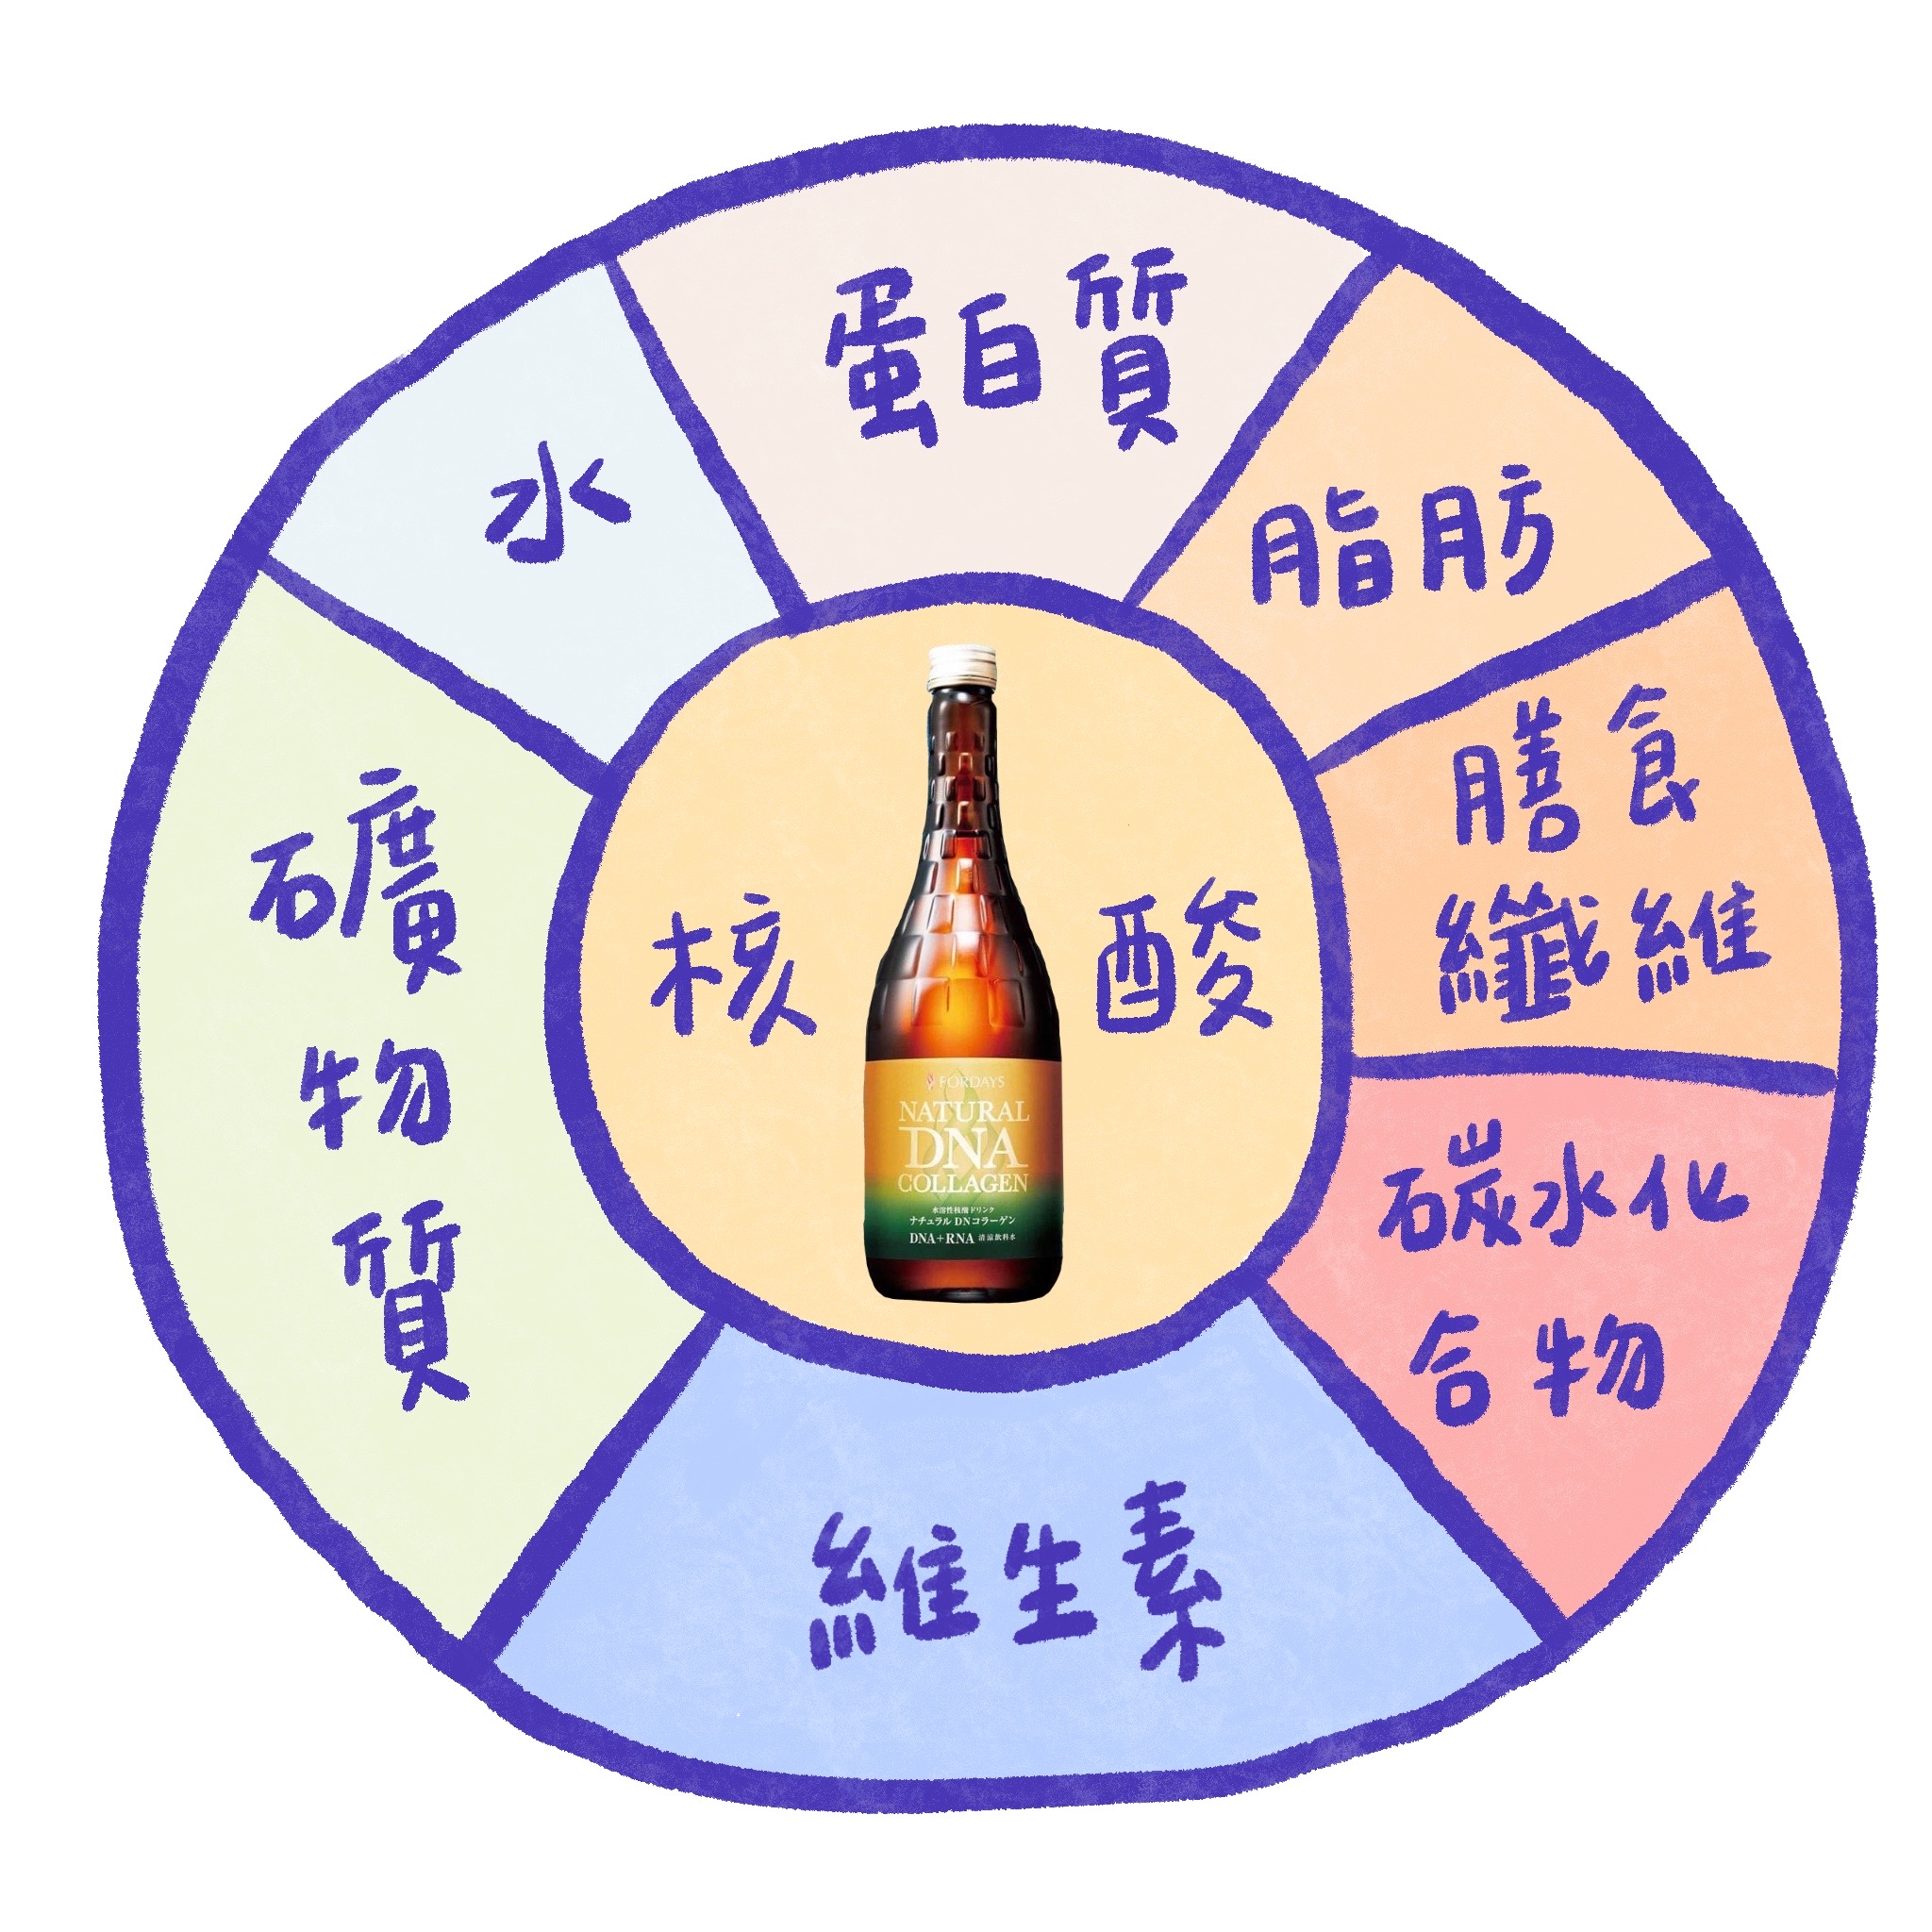 蛋白質
水
脂肪
膳食
纖維
礦
物
質
核 酸
FORDAYS
NATURAL
DNA
COLLAGEN
水溶性核酸ドリンク
ナチュラル DNコラーゲン
DNA+RNA 清涼飲料水
碳水化
合物
維生素